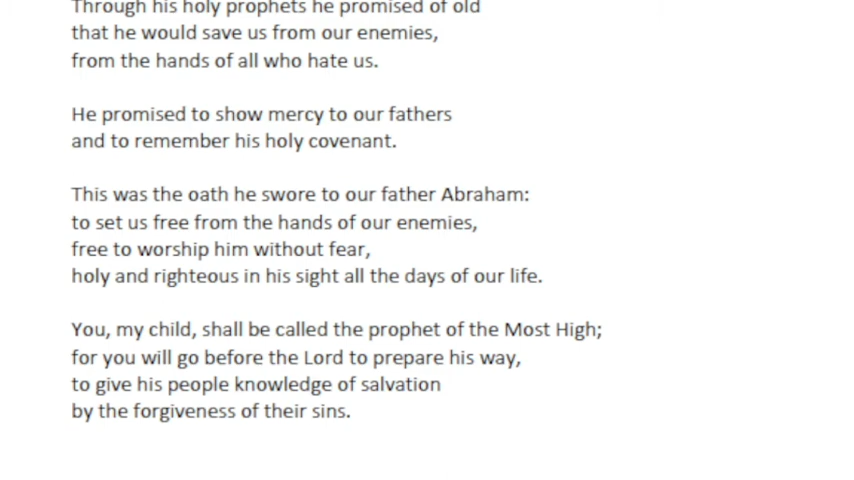 Through his holy prophets he promised of old
that he would save us from our enemies,
from the hands of all who hate us.
He promised to show mercy to our fathers
and to remember his holy covenant.
This was the oath he swore to our father Abraham:
to set us free from the hands of our enemies,
free to worship him without fear,
holy and righteous in his sight all the days of our life.
You, my child, shall be called the prophet of the Most High;
for you will go before the Lord to prepare his way,
to give his people knowledge of salvation
by the forgiveness of their sins.